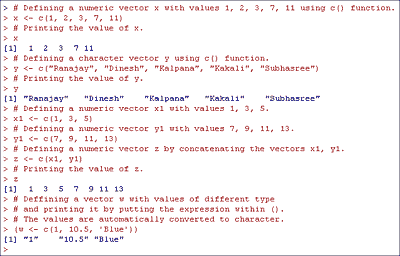 > # Defining a numeric vector x with values 1, 2, 3, 7, 11 using c() function.
> x <- c(1, 2, 3, 7, 11)
> # Printing the value of x.
> x
[1]  1  2  3  7 11
> # Defining a character vector y using c() function.
> y <- c("Ranajay", "Dinesh", "Kalpana", "Kakali", "Subhasree")
> # Printing the value of y.
> y
[1] "Ranajay"   "Dinesh"    "Kalpana"   "Kakali"    "Subhasree"
> # Defining a numeric vector x1 with values 1, 3, 5.
> x1 <- c(1, 3, 5)
> # Defining a numeric vector y1 with values 7, 9, 11, 13.
> y1 <- c(7, 9, 11, 13)
> # Defining a numeric vector z by concatenating the vectors x1, y1.
> z <- c(x1, y1)
> # Printing the value of z.
> z
[1]  1  3  5  7  9 11 13
> # Deffining a vector w with values of different type
> # and printing it by putting the expression within ().
> # The values are automatically converted to character.
> (w <- c(1, 10.5, 'Blue'))
[1] "1"    "10.5" "Blue"
>